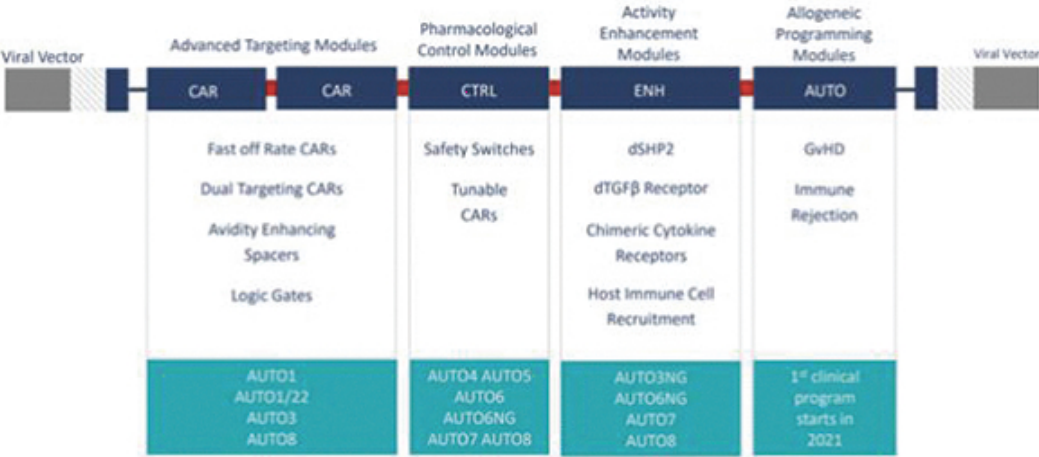 Viral Vector
Advanced Targeting Modules
Pharmacological
Control Modules
Activity
Enhancement
Modules
Allogeneic
Programming
Modules
Viral Vector
CAR
CAR
CTRL
ENH
AUTO
Fast off Rate CARs
Dual Targeting CARs
Avidity Enhancing
Spacers
Logic Gates
Safety Switches
Tunable
CARs
dSHP2
dTGFβ Receptor
Chimeric Cytokine
Receptors
Host Immune Cell
Recruitment
GvHD
Immune
Rejection
AUTO1
AUTO1/22
AUTO3
AUTO8
AUTO4 AUTO5
AUTO6
AUTO6NG
AUTO7 AUTO8
AUTO3NG
AUTO6NG
AUTO7
AUTO8
1st clinical
program
starts in
2021